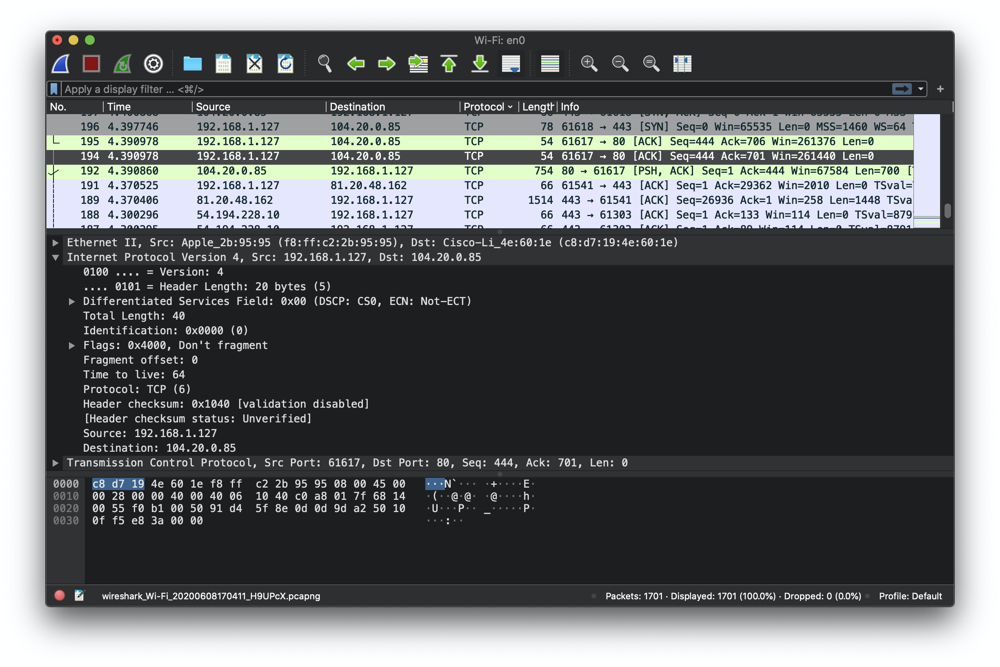 Wi-Fi: en0
Apply a display filter ... <⌘/>
+
No. Time Source Destination Protocol Length Info
196 4.397746 192.168.1.127 104.20.0.85 TCP 78 61618 → 443 [SYN] Seq=0 Win=65535 Len=0 MSS=1460 WS=64
195 4.390978 192.168.1.127 104.20.0.85 TCP 54 61617 → 80 [ACK] Seq=444 Ack=706 Win=261376 Len=0
194 4.390978 192.168.1.127 104.20.0.85 TCP 54 61617 → 80 [ACK] Seq=444 Ack=701 Win=261440 Len=0
192 4.390860 104.20.0.85 192.168.1.127 TCP 754 80 → 61617 [PSH, ACK] Seq=1 Ack=444 Win=67584 Len=700 [
191 4.370525 192.168.1.127 81.20.48.162 TCP 66 61541 → 443 [ACK] Seq=1 Ack=29362 Win=2010 Len=0 TSval=
189 4.370406 81.20.48.162 192.168.1.127 TCP 1514 443 → 61541 [ACK] Seq=26936 Ack=1 Win=258 Len=1448 TSva
188 4.300296 54.194.228.10 192.168.1.127 TCP 66 443 → 61303 [ACK] Seq=1 Ack=133 Win=114 Len=0 TSval=879
Ethernet II, Src: Apple_2b:95:95 (f8:ff:c2:2b:95:95), Dst: Cisco-Li_4e:60:1e (c8:d7:19:4e:60:1e)
Internet Protocol Version 4, Src: 192.168.1.127, Dst: 104.20.0.85
0100 .... = Version: 4
.... 0101 = Header Length: 20 bytes (5)
Differentiated Services Field: 0x00 (DSCP: CS0, ECN: Not-ECT)
Total Length: 40
Identification: 0x0000 (0)
Flags: 0x4000, Don't fragment
Fragment offset: 0
Time to live: 64
Protocol: TCP (6)
Header checksum: 0x1040 [validation disabled]
[Header checksum status: Unverified]
Source: 192.168.1.127
Destination: 104.20.0.85
Transmission Control Protocol, Src Port: 61617, Dst Port: 80, Seq: 444, Ack: 701, Len: 0
0000 c8 d7 19 4e 60 1e f8 ff c2 2b 95 95 08 00 45 00 ···N`··· ·+····E·
0010 00 28 00 00 40 00 40 06 10 40 c0 a8 01 7f 68 14 ·(··@·@· ·@····h·
0020 00 55 f0 b1 00 50 91 d4 5f 8e 0d 0d 9d a2 50 10 ·U···P·· _·····P·
0030 0f f5 e8 3a 00 00 ···:··
wireshark_Wi-Fi_20200608170411_H9UPcX.pcapng Packets: 1701 · Displayed: 1701 (100.0%) · Dropped: 0 (0.0%) Profile: Default